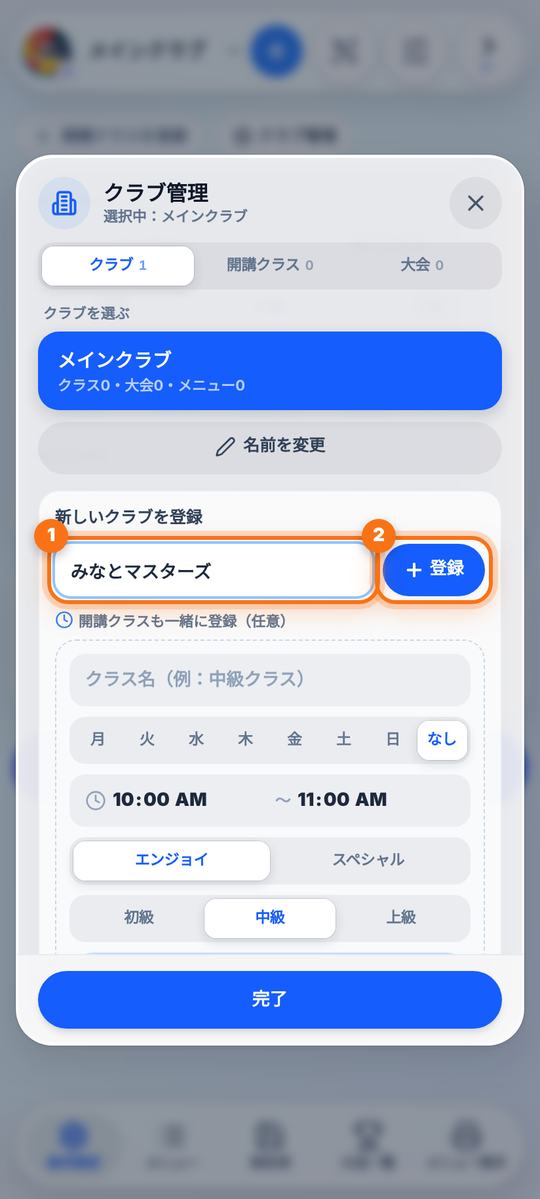 クラブ管理
選択中：メインクラブ
クラブ 1
開講クラス 0
大会 0
クラブを選ぶ
メインクラブ
クラス0・大会0・メニュー0
名前を変更
新しいクラブを登録
1
2
みなとマスターズ
＋ 登録
開講クラスも一緒に登録（任意）
クラス名（例：中級クラス）
月 火 水 木 金 土 日 なし
10:00 AM 〜 11:00 AM
エンジョイ
スペシャル
初級 中級 上級
完了